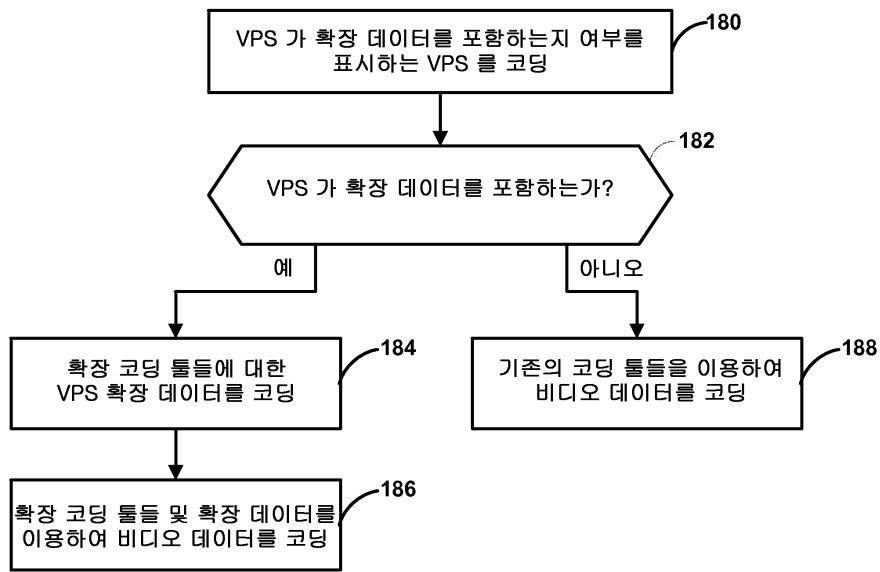 VPS 가 확장 데이터를 포함하는지 여부를
표시하는 VPS 를 코딩
180
182
VPS 가 확장 데이터를 포함하는가?
예
아니오
확장 코딩 툴들에 대한
VPS 확장 데이터를 코딩
184
기존의 코딩 툴들을 이용하여
비디오 데이터를 코딩
188
확장 코딩 툴들 및 확장 데이터를
이용하여 비디오 데이터를 코딩
186